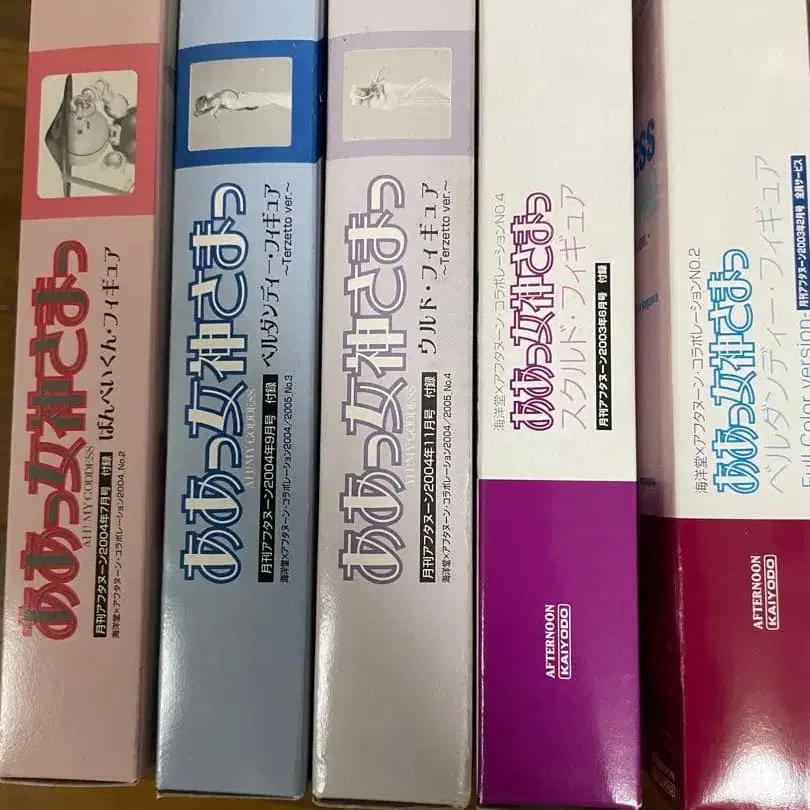 ああっ女神さまっ
AH! MY GODDESS
ばんぺいくん・フィギュア
月刊アフタヌーン2004年7月号 付録
海洋堂×アフタヌーン・コラボレーション2004 No.2
ああっ女神さまっ
AH! MY GODDESS
ベルダンディー・フィギュア
～Terzetto ver.～
月刊アフタヌーン2004年9月号 付録
海洋堂×アフタヌーン・コラボレーション2004/2005 No.3
ああっ女神さまっ
AH! MY GODDESS
ウルド・フィギュア
～Terzetto ver.～
月刊アフタヌーン2004年11月号 付録
海洋堂×アフタヌーン・コラボレーション2004/2005 No.4
海洋堂×アフタヌーン・コラボレーションNO.4
ああっ女神さまっ
スクルド・フィギュア
月刊アフタヌーン2003年6月号 付録
AFTERNOON
KAIYODO
海洋堂×アフタヌーン・コラボレーションNO.2
ああっ女神さまっ
ベルダンディー・フィギュア
Full color version
月刊アフタヌーン2003年2月号 全員サービス
AFTERNOON
KAIYODO